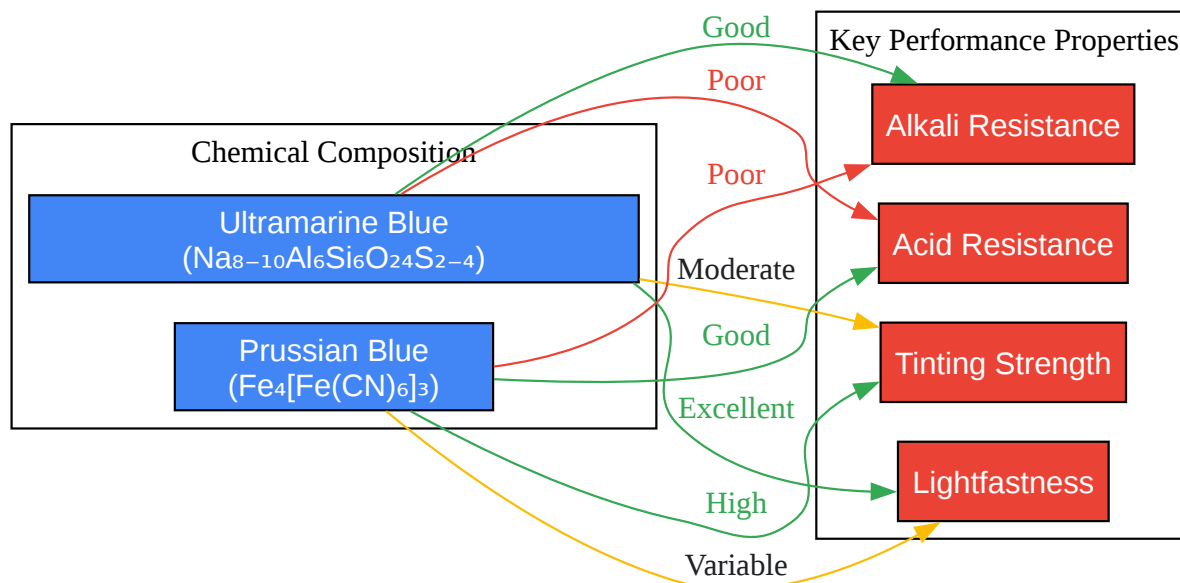 Good
Key Performance Properties
Poor
Alkali Resistance
Chemical Composition
Poor
Ultramarine Blue
(Na₈₋₁₀Al₆Si₆O₂₄S₂₋₄)
Acid Resistance
Moderate
Good
Prussian Blue
(Fe₄[Fe(CN)₆]₃)
Tinting Strength
Excellent
Lightfastness
High
Variable